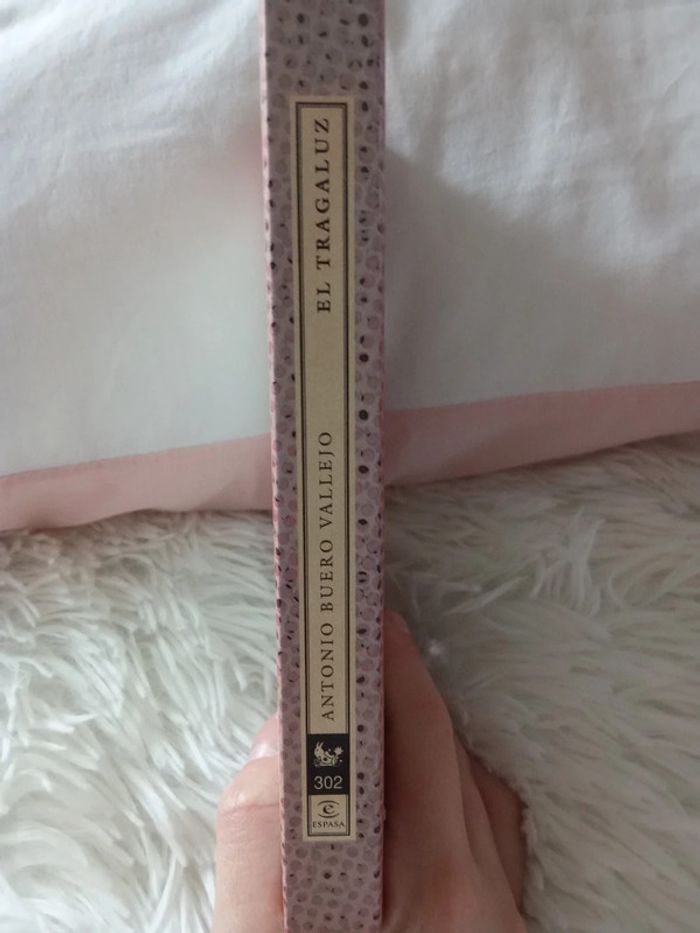 EL TRAGALUZ
ANTONIO BUERO VALLEJO
302
e
ESPASA